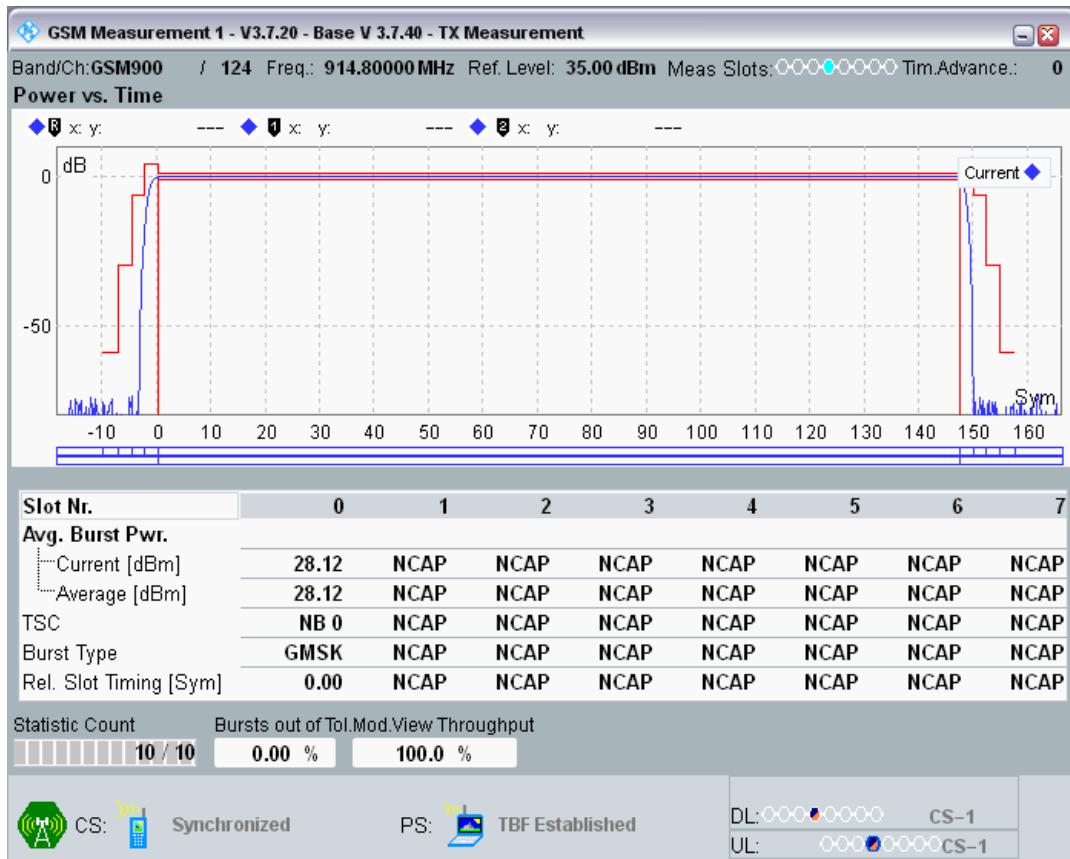 GSM Measurement 1 - V3.7.20 - Base V 3.7.40 - TX Measurement
Band/Ch:GSM900 / 124 Freq.: 914.80000 MHz Ref. Level: 35.00 dBm Meas Slots: Tim.Advance.: 0
Power vs. Time
R x: y: --- 1 x: y: --- 2 x: y: ---
dB
Current
0
-50
Sym
-10 0 10 20 30 40 50 60 70 80 90 100 110 120 130 140 150 160
Slot Nr. 0 1 2 3 4 5 6 7
Avg. Burst Pwr.
Current [dBm] 28.12 NCAP NCAP NCAP NCAP NCAP NCAP NCAP
Average [dBm] 28.12 NCAP NCAP NCAP NCAP NCAP NCAP NCAP
TSC NB 0 NCAP NCAP NCAP NCAP NCAP NCAP NCAP
Burst Type GMSK NCAP NCAP NCAP NCAP NCAP NCAP NCAP
Rel. Slot Timing [Sym] 0.00 NCAP NCAP NCAP NCAP NCAP NCAP NCAP
Statistic Count Bursts out of Tol. Mod.View Throughput
10 / 10 0.00 % 100.0 %
CS: Synchronized PS: TBF Established
DL: CS-1
UL: CS-1